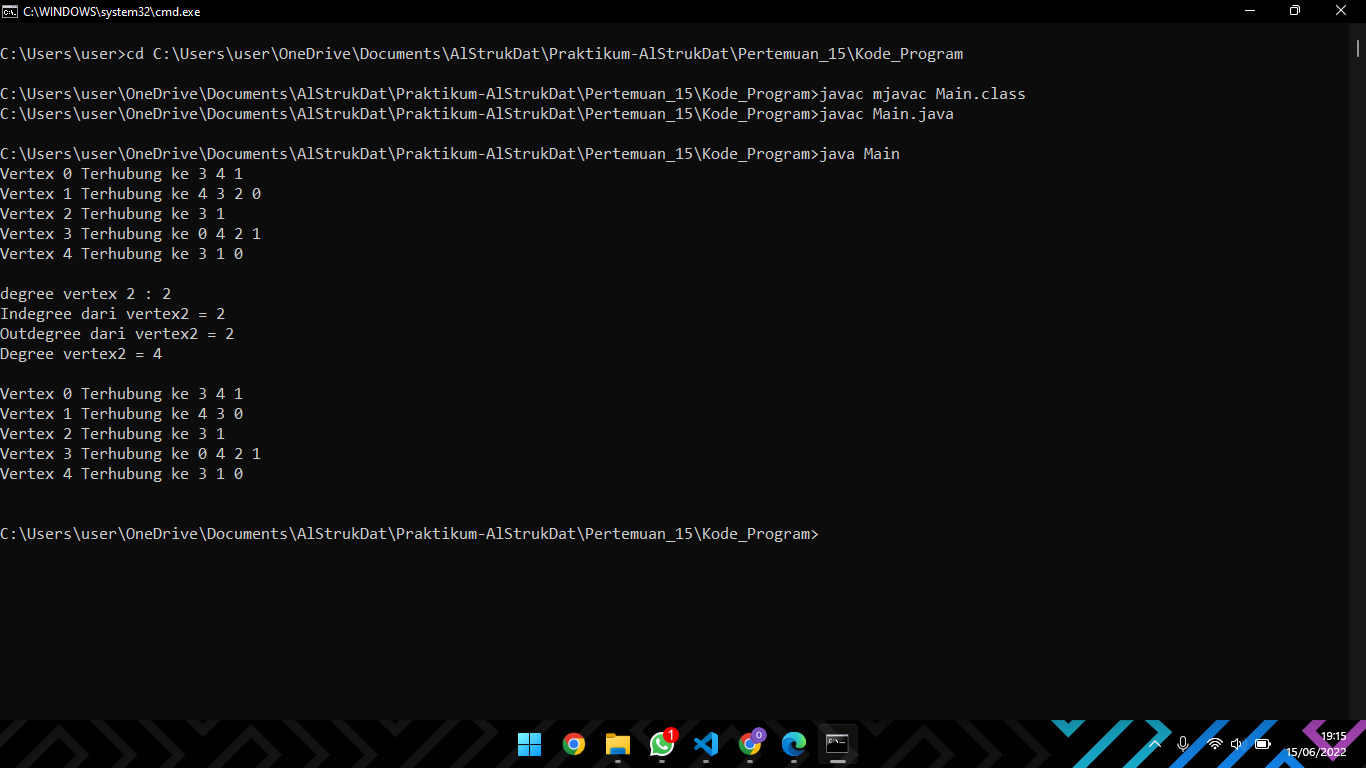 C:\WINDOWS\system32\cmd.exe
C:\Users\user>cd C:\Users\user\OneDrive\Documents\AlStrukDat\Praktikum-AlStrukDat\Pertemuan_15\Kode_Program
C:\Users\user\OneDrive\Documents\AlStrukDat\Praktikum-AlStrukDat\Pertemuan_15\Kode_Program>javac mjavac Main.class
C:\Users\user\OneDrive\Documents\AlStrukDat\Praktikum-AlStrukDat\Pertemuan_15\Kode_Program>javac Main.java
C:\Users\user\OneDrive\Documents\AlStrukDat\Praktikum-AlStrukDat\Pertemuan_15\Kode_Program>java Main
Vertex 0 Terhubung ke 3 4 1
Vertex 1 Terhubung ke 4 3 2 0
Vertex 2 Terhubung ke 3 1
Vertex 3 Terhubung ke 0 4 2 1
Vertex 4 Terhubung ke 3 1 0
degree vertex 2 : 2
Indegree dari vertex2 = 2
Outdegree dari vertex2 = 2
Degree vertex2 = 4
Vertex 0 Terhubung ke 3 4 1
Vertex 1 Terhubung ke 4 3 0
Vertex 2 Terhubung ke 3 1
Vertex 3 Terhubung ke 0 4 2 1
Vertex 4 Terhubung ke 3 1 0
C:\Users\user\OneDrive\Documents\AlStrukDat\Praktikum-AlStrukDat\Pertemuan_15\Kode_Program>
1
0
19:15
15/06/2022